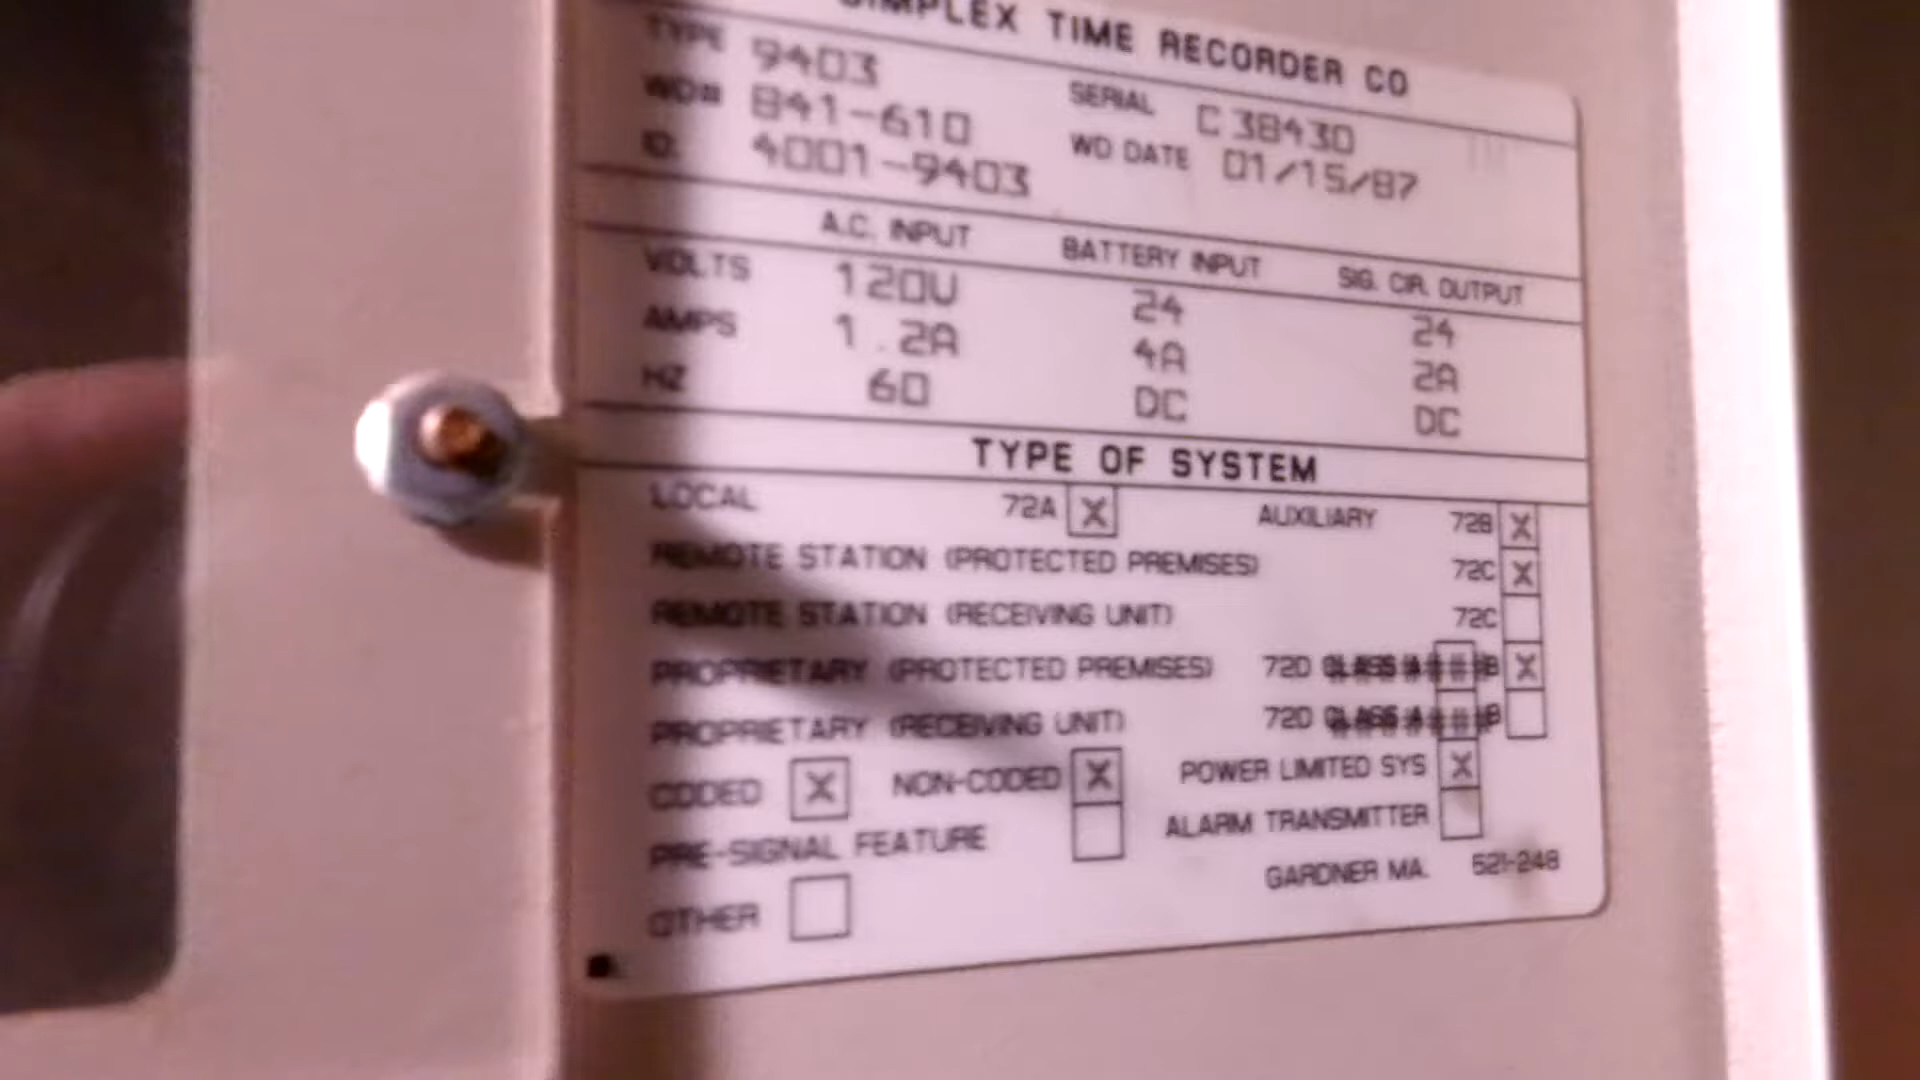 SIMPLEX TIME RECORDER CO
TYPE 9403
SERIAL C38430
WO# 841-610
WO DATE 01/15/87
ID: 4001-9403
A.C. INPUT BATTERY INPUT SIG. CIR. OUTPUT
VOLTS 120V 24 24
AMPS 1.2A 4A 2A
HZ 60 DC DC
TYPE OF SYSTEM
LOCAL 72A X AUXILIARY 72B X
REMOTE STATION (PROTECTED PREMISES) 72C X
REMOTE STATION (RECEIVING UNIT) 72C
PROPRIETARY (PROTECTED PREMISES) 72D CLASS A B X
PROPRIETARY (RECEIVING UNIT) 72D CLASS A B
CODED X NON-CODED X POWER LIMITED SYS X
PRE-SIGNAL FEATURE ALARM TRANSMITTER
OTHER
GARDNER MA. 521-248